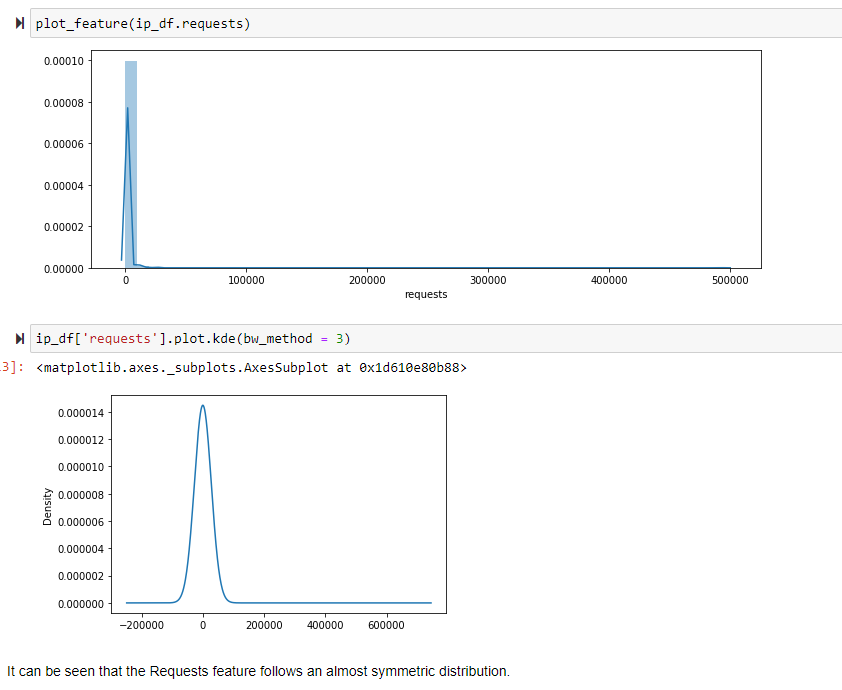 plot_feature(ip_df.requests)
0.00010
0.00008
0.00006
0.00004
0.00002
0.00000
0 100000 200000 300000 400000 500000
requests
ip_df['requests'].plot.kde(bw_method = 3)
3]: <matplotlib.axes._subplots.AxesSubplot at 0x1d610e80b88>
0.000014
0.000012
0.000010
0.000008
0.000006
0.000004
0.000002
0.000000
Density
−200000 0 200000 400000 600000
It can be seen that the Requests feature follows an almost symmetric distribution.